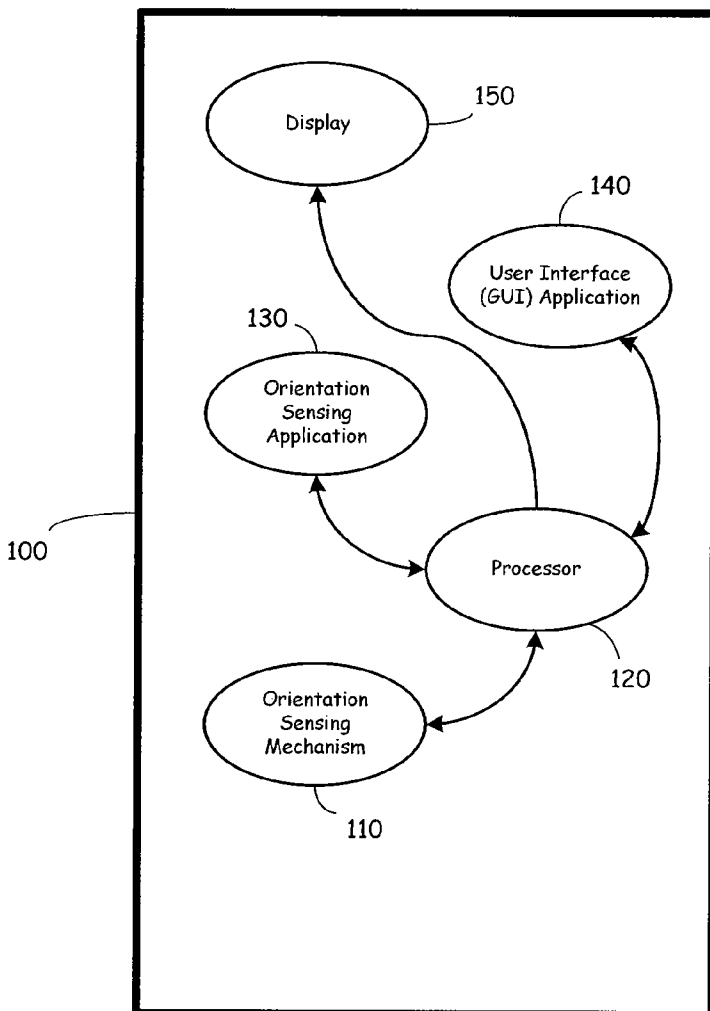 150
Display
140
User Interface
(GUI) Application
130
Orientation
Sensing
Application
100
Processor
120
Orientation
Sensing
Mechanism
110